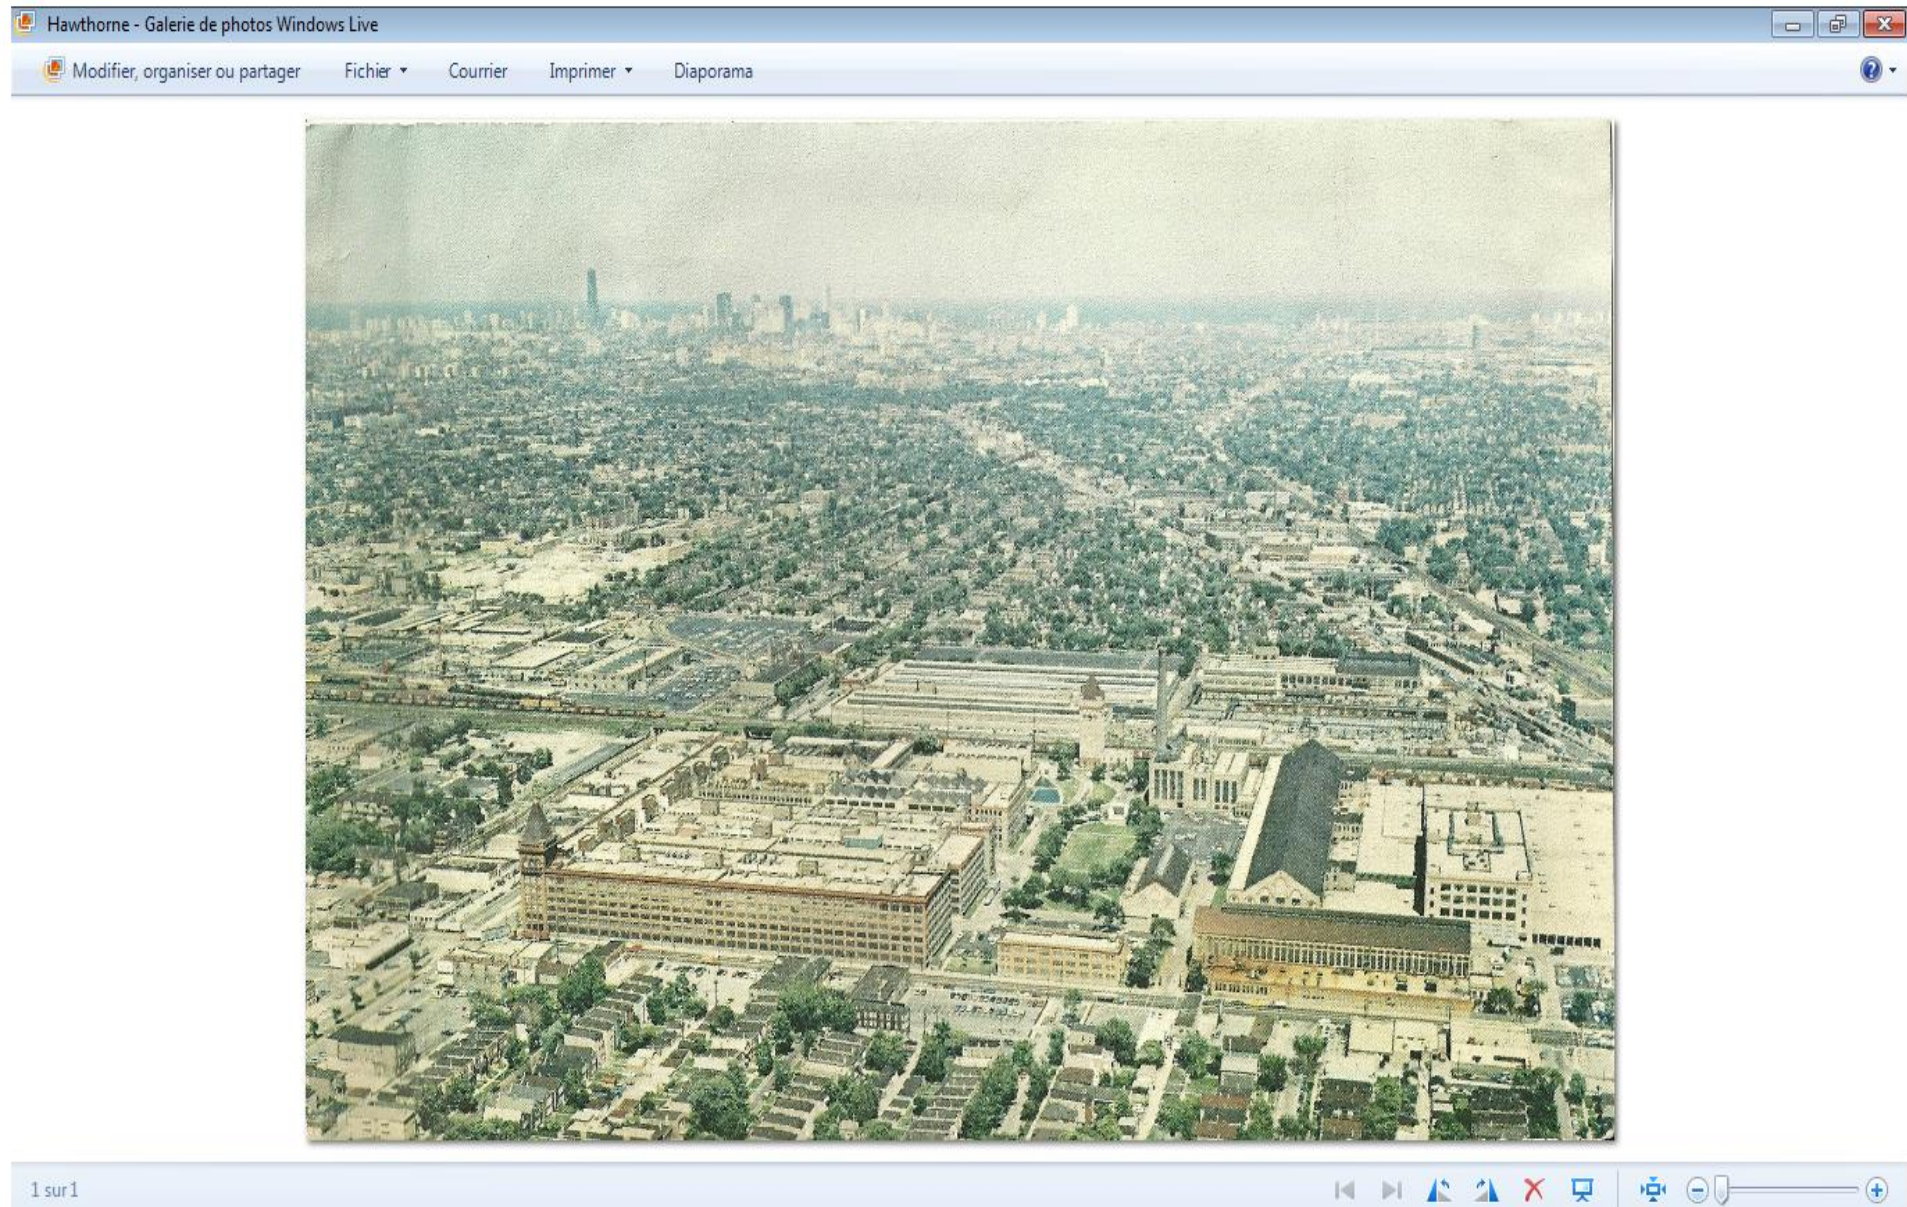 Hawthorne - Galerie de photos Windows Live
Modifier, organiser ou partager Fichier Courrier Imprimer Diaporama
1 sur 1